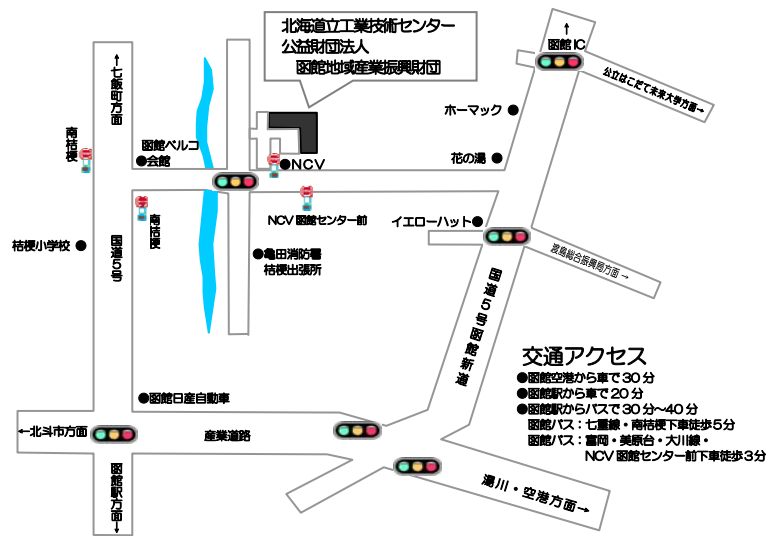 北海道立工業技術センター
公益財団法人
函館地域産業振興財団
↑
函館IC
公立はこだて未来大学方面→
←七飯町方面
ホーマック●
南桔梗
函館ベルコ
●会館
●NCV
花の湯 ●
南桔梗
NCV函館センター前
イエローハット●
桔梗小学校 ●
国道5号
●亀田消防署
桔梗出張所
渡島総合振興局方面→
国道5号函館新道
交通アクセス
●函館空港から車で30分
●函館駅から車で20分
●函館駅からバスで30分～40分
函館バス：七重線・南桔梗下車徒歩5分
函館バス：富岡・美原台・大川線・
NCV函館センター前下車徒歩3分
●函館日産自動車
←北斗市方面
産業道路
函館駅方面→
湯川・空港方面→